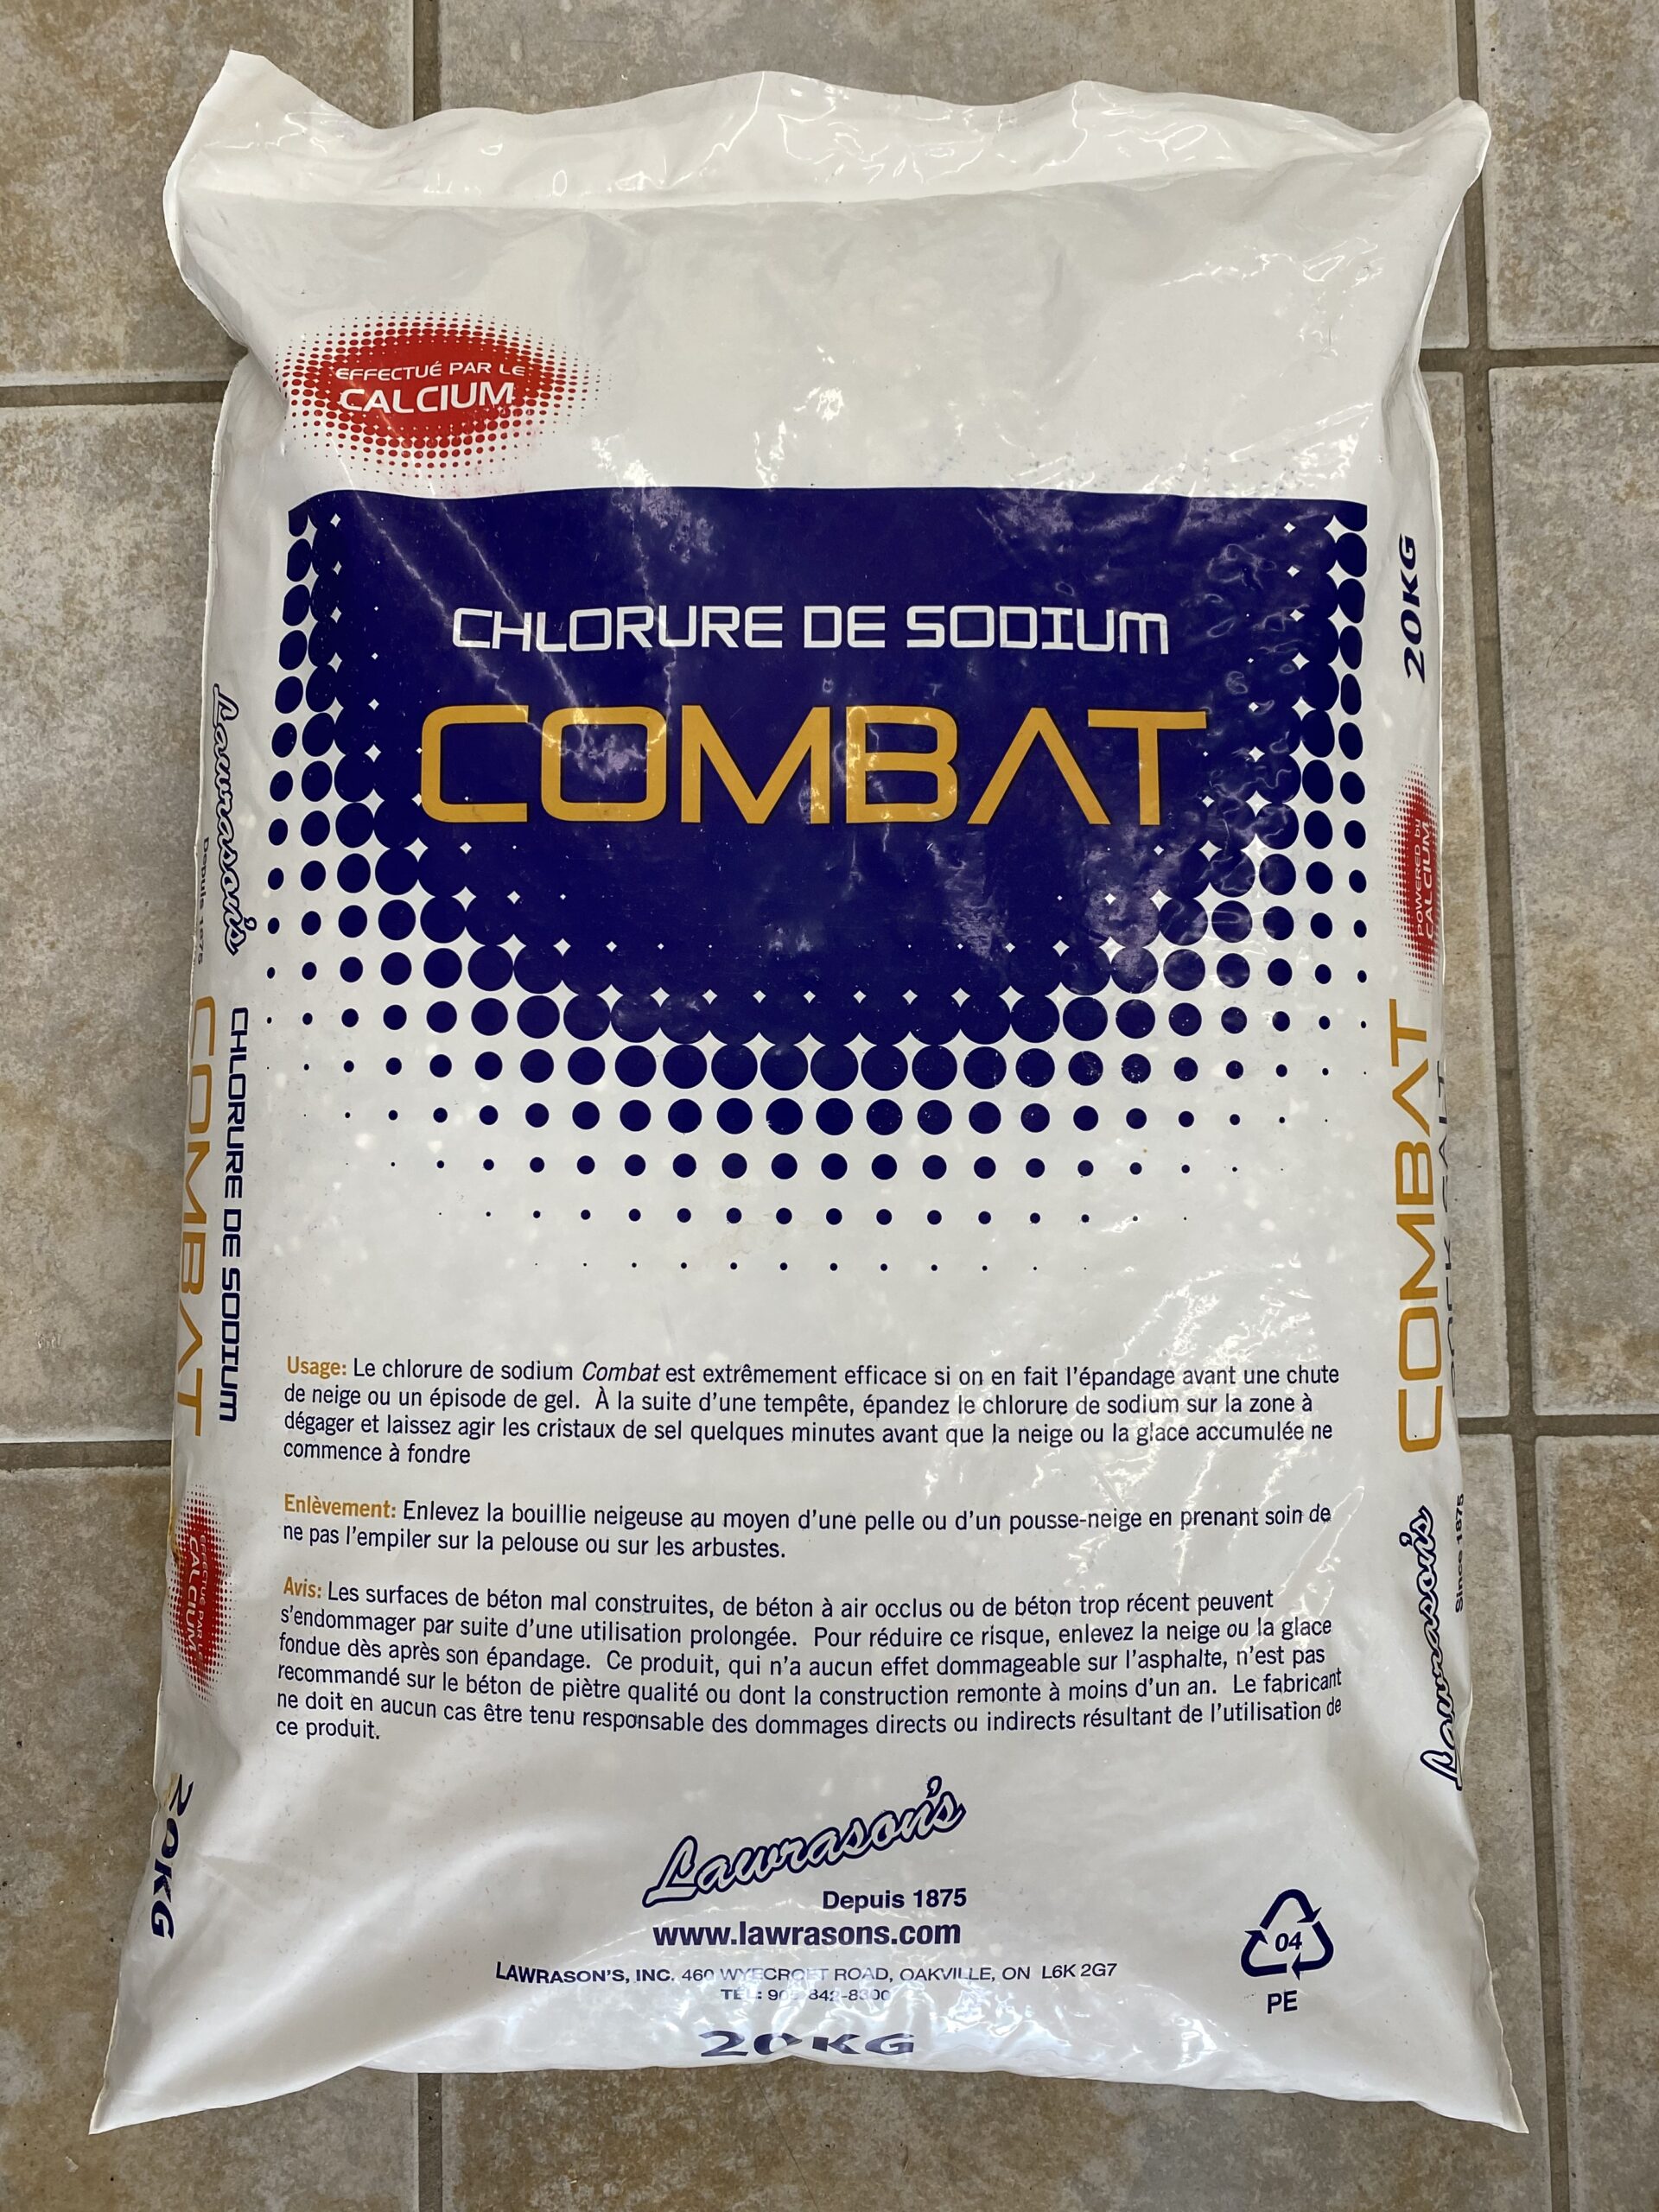 EFFECTUÉ PAR LE
CALCIUM
CHLORURE DE SODIUM
COMBAT
Usage: Le chlorure de sodium Combat est extrêmement efficace si on en fait l'épandage avant une chute
de neige ou un épisode de gel. À la suite d'une tempête, épandez le chlorure de sodium sur la zone à
dégager et laissez agir les cristaux de sel quelques minutes avant que la neige ou la glace accumulée ne
commence à fondre
Enlèvement: Enlevez la bouillie neigeuse au moyen d'une pelle ou d'un pousse-neige en prenant soin de
ne pas l'empiler sur la pelouse ou sur les arbustes.
Avis: Les surfaces de béton mal construites, de béton à air occlus ou de béton trop récent peuvent
s'endommager par suite d'une utilisation prolongée. Pour réduire ce risque, enlevez la neige ou la glace
fondue dès après son épandage. Ce produit, qui n'a aucun effet dommageable sur l'asphalte, n'est pas
recommandé sur le béton de piètre qualité ou dont la construction remonte à moins d'un an. Le fabricant
ne doit en aucun cas être tenu responsable des dommages directs ou indirects résultant de l'utilisation de
ce produit.
Lawrason's
Depuis 1875
www.lawrasons.com
LAWRASON'S, INC. 460 WYECROFT ROAD, OAKVILLE, ON L6K 2G7
TEL: 842-8300
20KG
04
PE
Lawrason's
Depuis 1875
CHLORURE DE SODIUM
COMBAT
EFFECTUÉ PAR LE
CALCIUM
20KG
20KG
POWERED by
CALCIUM
COMBAT
ROCK SALT
Lawrason's
Since 1875